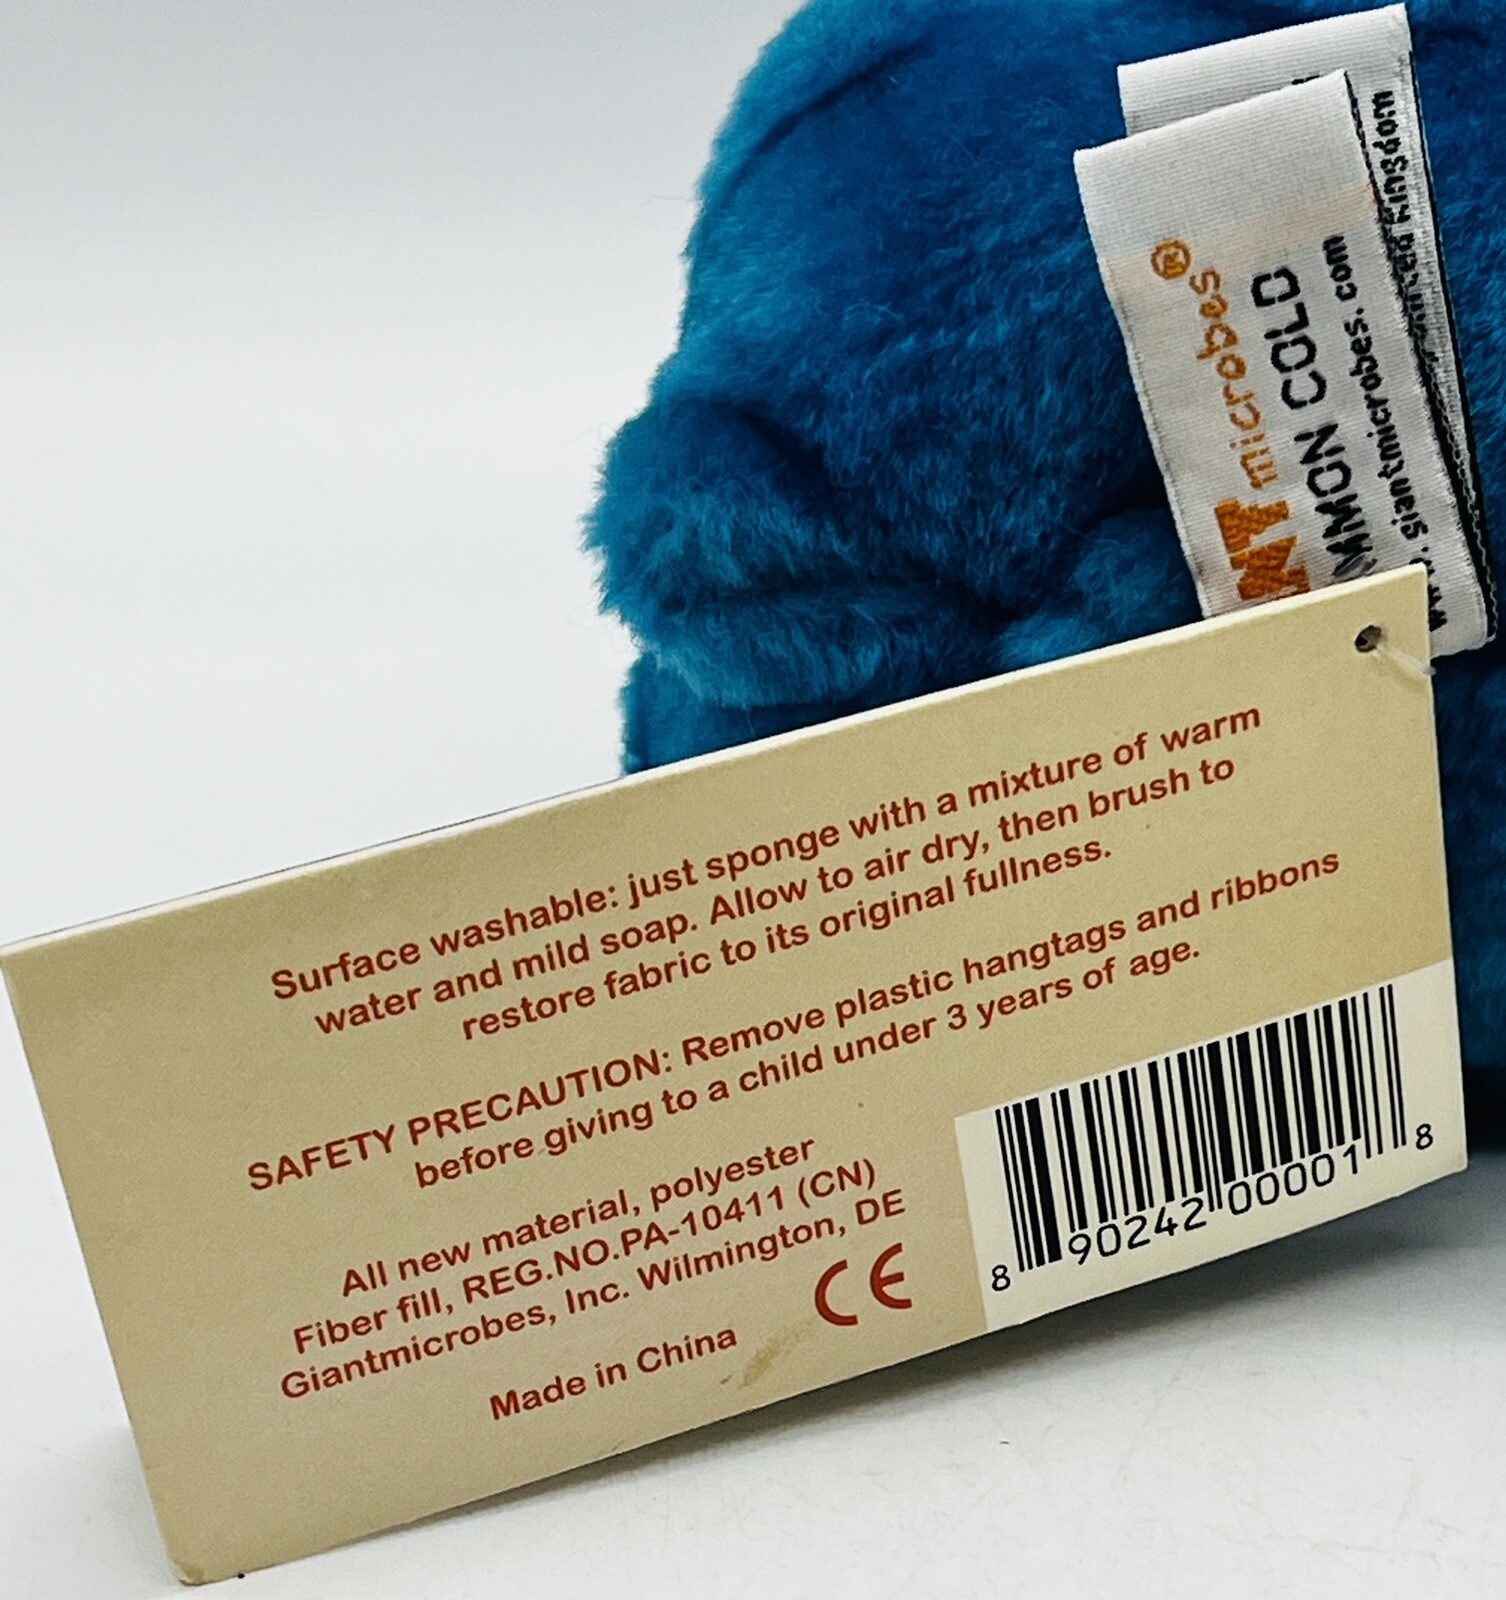 microbes®
COLD
giantmicrobes.com
Kingdom
Surface washable: just sponge with a mixture of warm
water and mild soap. Allow to air dry, then brush to
restore fabric to its original fullness.
SAFETY PRECAUTION: Remove plastic hangtags and ribbons
before giving to a child under 3 years of age.
All new material, polyester
Fiber fill, REG.NO.PA-10411 (CN)
Giantmicrobes, Inc. Wilmington, DE
Made in China
CE
8 90242 00001 8